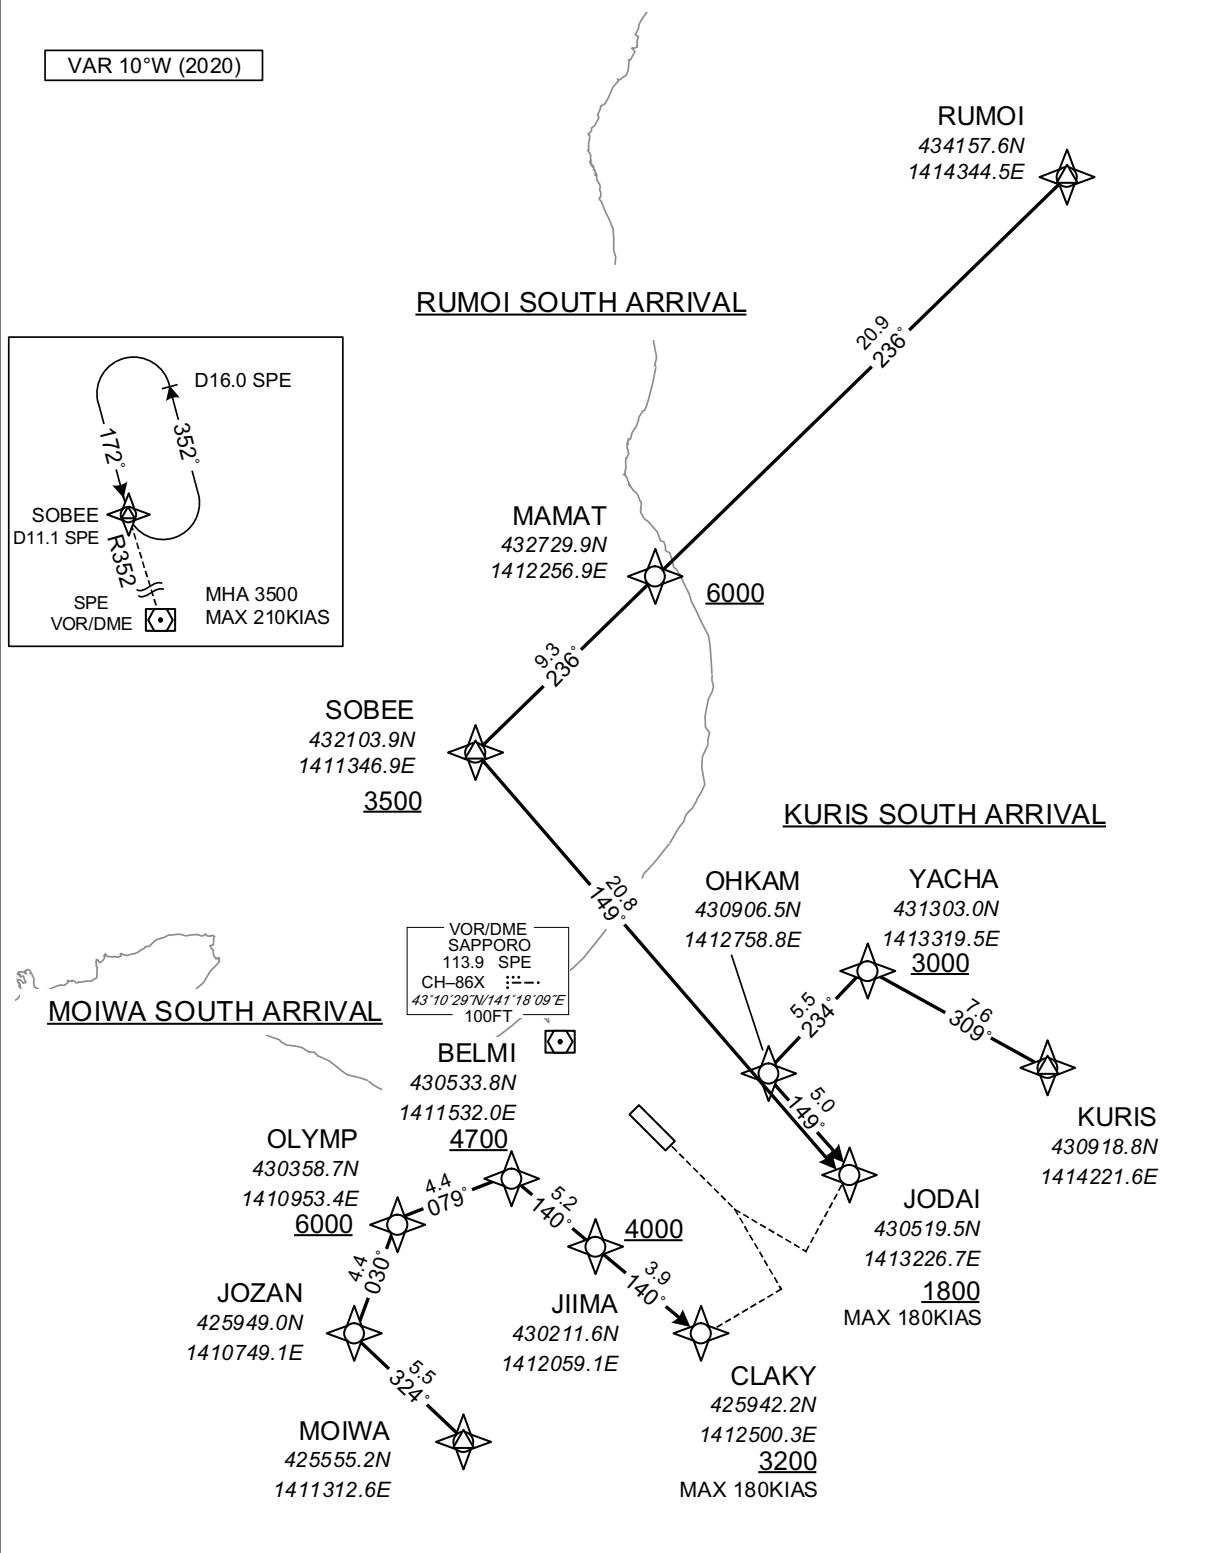 VAR 10°W (2020)
RUMOI
434157.6N
1414344.5E
RUMOI SOUTH ARRIVAL
20.9
236°
D16.0 SPE
172°
352°
SOBEE
D11.1 SPE
R352
SPE
VOR/DME
MHA 3500
MAX 210KIAS
MAMAT
432729.9N
1412256.9E
6000
9.3
236°
SOBEE
432103.9N
1411346.9E
3500
KURIS SOUTH ARRIVAL
20.8
149°
OHKAM
430906.5N
1412758.8E
YACHA
431303.0N
1413319.5E
3000
VOR/DME
SAPPORO
113.9 SPE
CH–86X
43°10′29″N/141°18′09″E
100FT
MOIWA SOUTH ARRIVAL
5.5
234°
7.6
309°
BELMI
430533.8N
1411532.0E
4700
5.0
149°
KURIS
430918.8N
1414221.6E
OLYMP
430358.7N
1410953.4E
6000
4.4
079°
5.2
140°
4000
JODAI
430519.5N
1413226.7E
1800
MAX 180KIAS
4.4
030°
JOZAN
425949.0N
1410749.1E
3.9
140°
JIIMA
430211.6N
1412059.1E
5.5
324°
CLAKY
425942.2N
1412500.3E
3200
MAX 180KIAS
MOIWA
425555.2N
1411312.6E